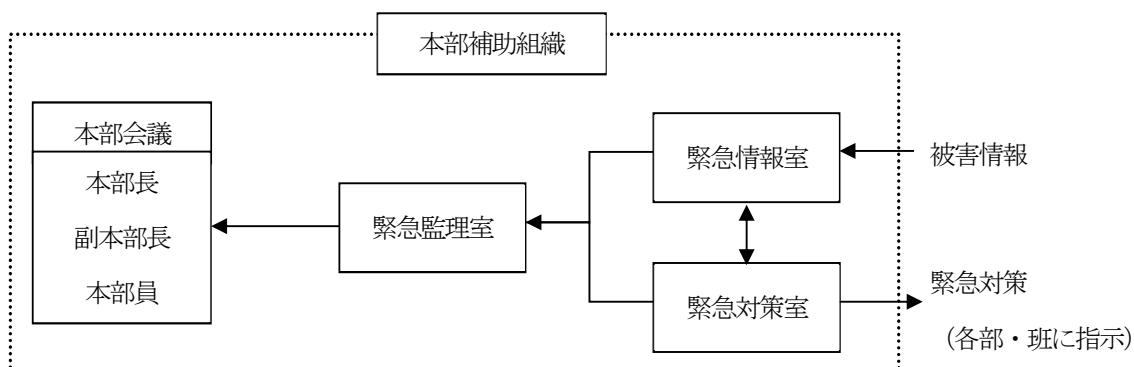 本部補助組織
本部会議
本部長
副本部長
本部員
緊急監理室
緊急情報室
緊急対策室
被害情報
緊急対策
（各部・班に指示）